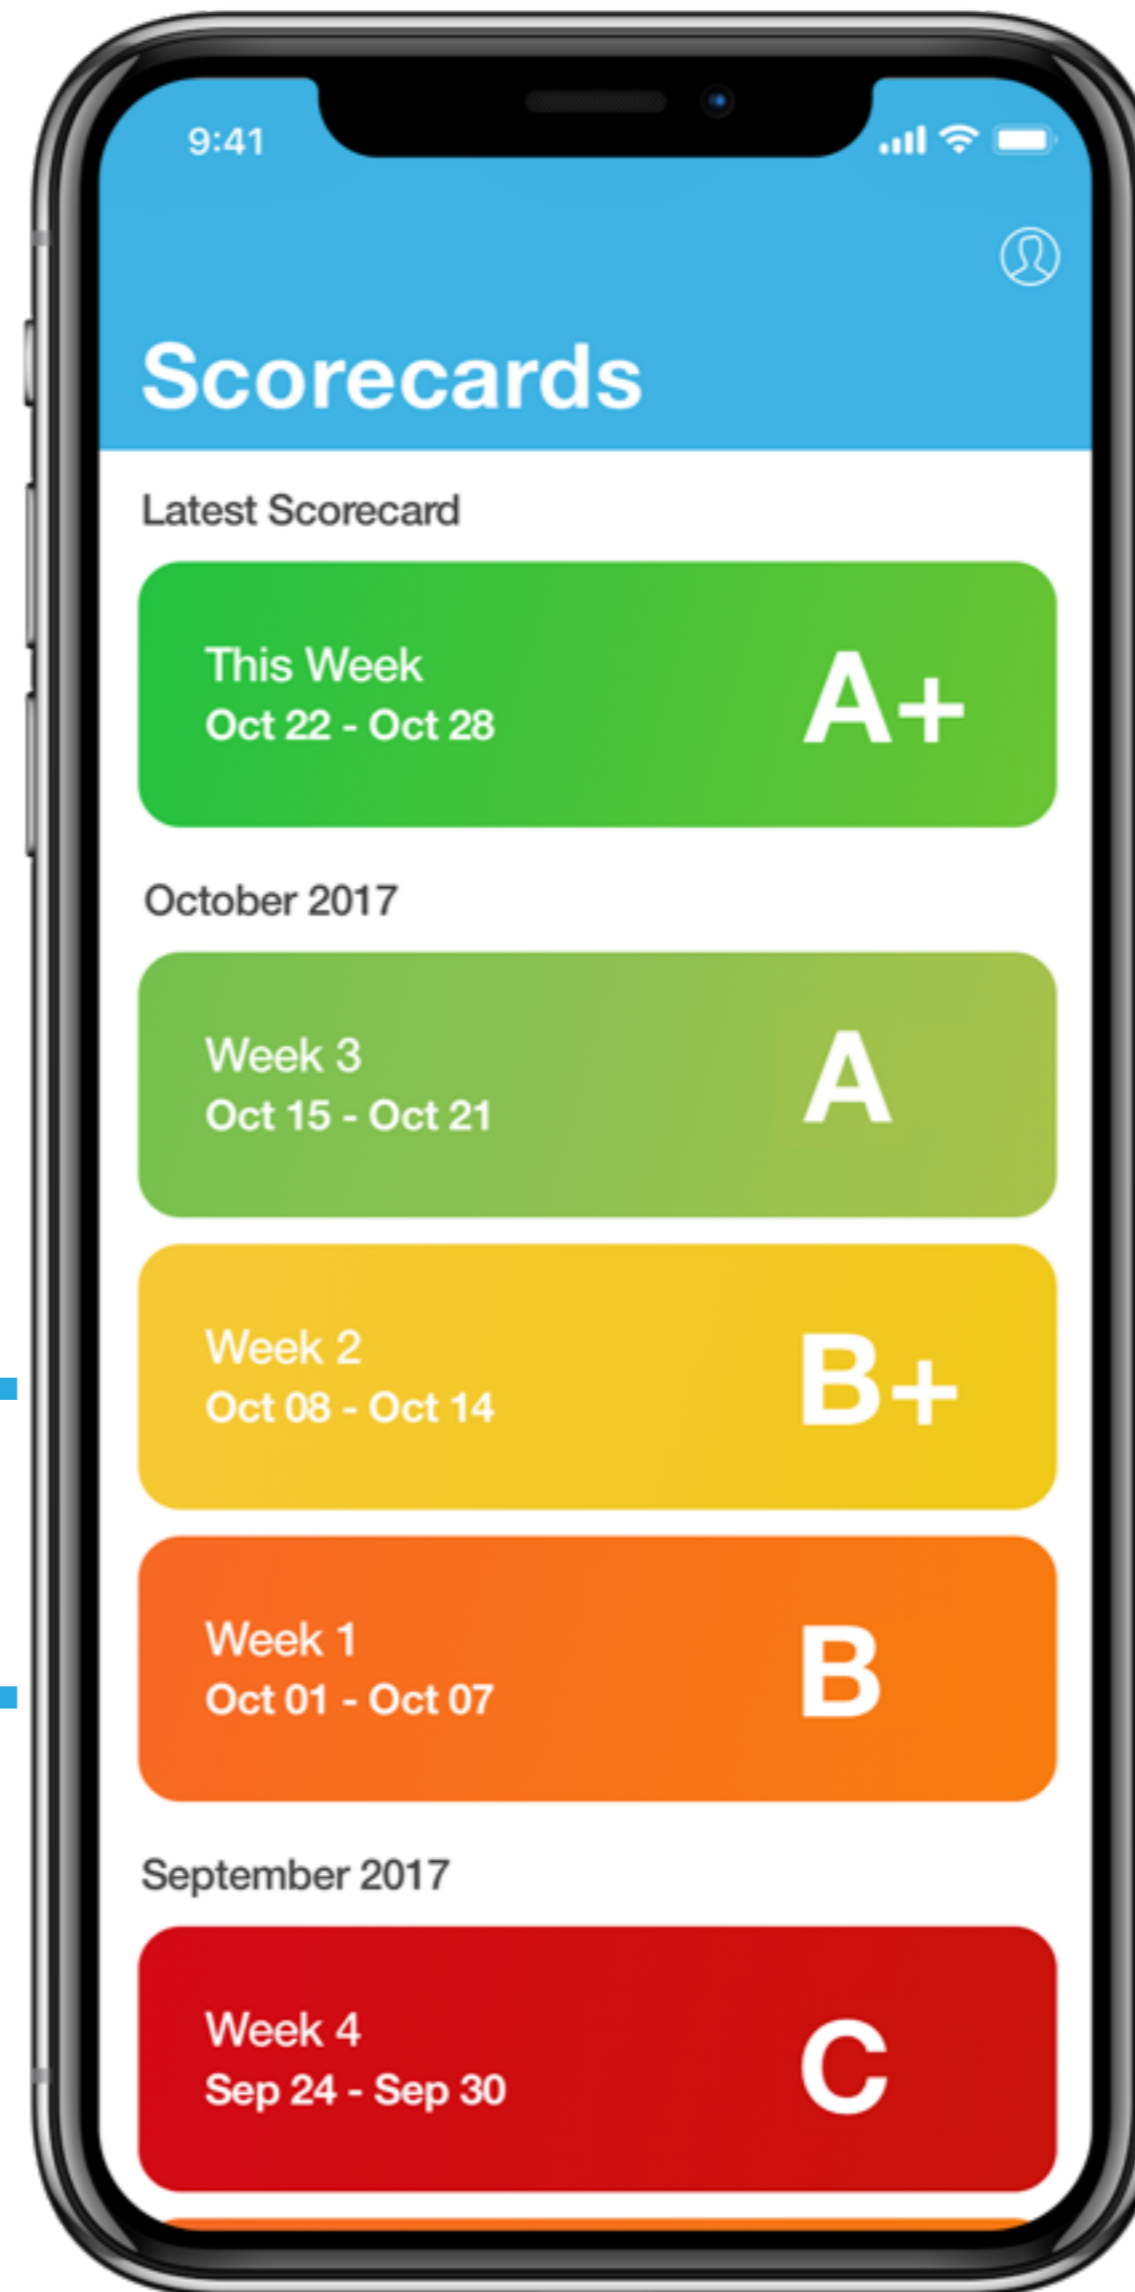 9:41
Scorecards
Latest Scorecard
This Week
Oct 22 - Oct 28
A+
October 2017
Week 3
Oct 15 - Oct 21
A
Week 2
Oct 08 - Oct 14
B+
Week 1
Oct 01 - Oct 07
B
September 2017
Week 4
Sep 24 - Sep 30
C